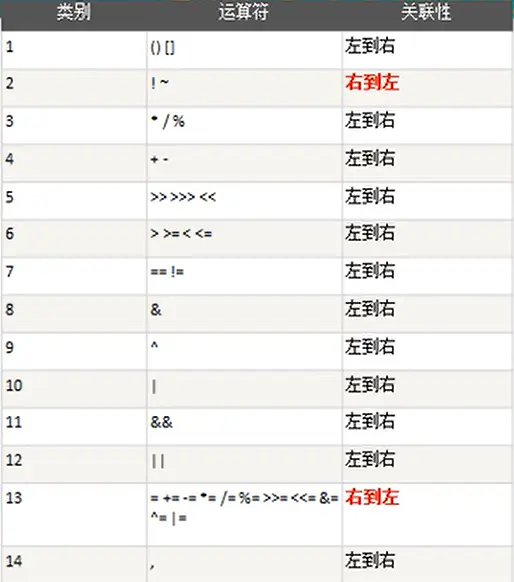 类别 运算符 关联性
1 () [] 左到右
2 ! ~ 右到左
3 * / % 左到右
4 + - 左到右
5 >> >>> << 左到右
6 > >= < <= 左到右
7 == != 左到右
8 & 左到右
9 ^ 左到右
10 | 左到右
11 && 左到右
12 || 左到右
13 = += -= *= /= %= >>= <<= &= 右到左
^= |=
14 , 左到右